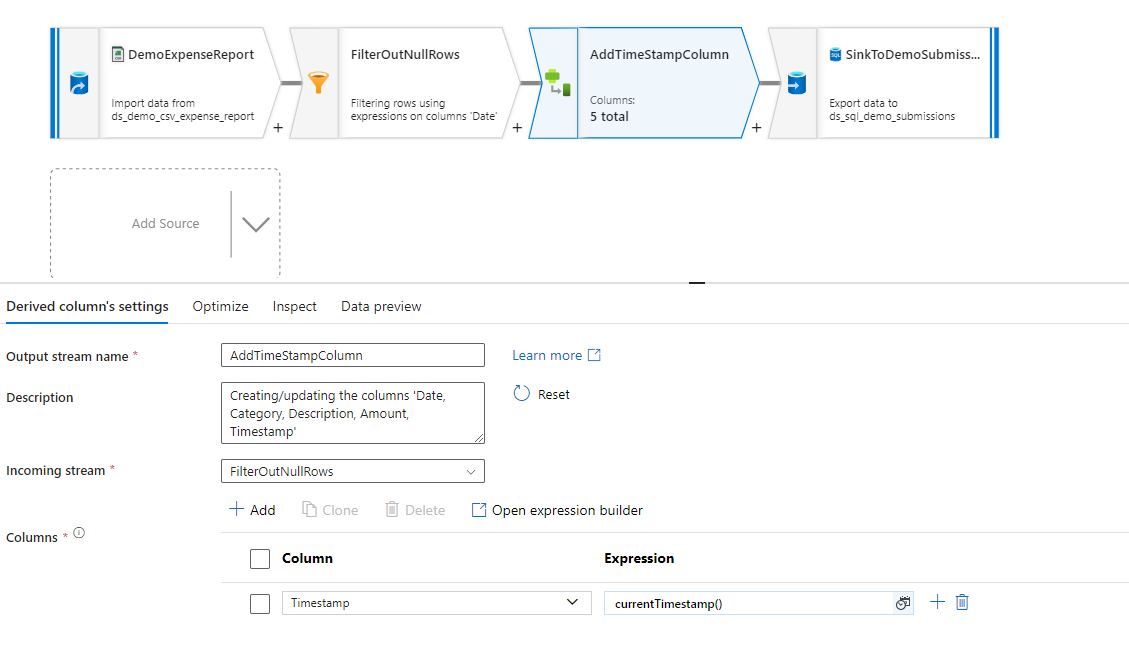 DemoExpenseReport
Import data from
ds_demo_csv_expense_report
+
FilterOutNullRows
Filtering rows using
expressions on columns 'Date'
+
AddTimeStampColumn
Columns:
5 total
+
SinkToDemoSubmiss...
Export data to
ds_sql_demo_submissions
Add Source
Derived column's settings Optimize Inspect Data preview
Output stream name * AddTimeStampColumn Learn more
Description Creating/updating the columns 'Date,
Category, Description, Amount,
Timestamp'
Reset
Incoming stream * FilterOutNullRows
+ Add Clone Delete Open expression builder
Columns *
Column Expression
Timestamp currentTimestamp()